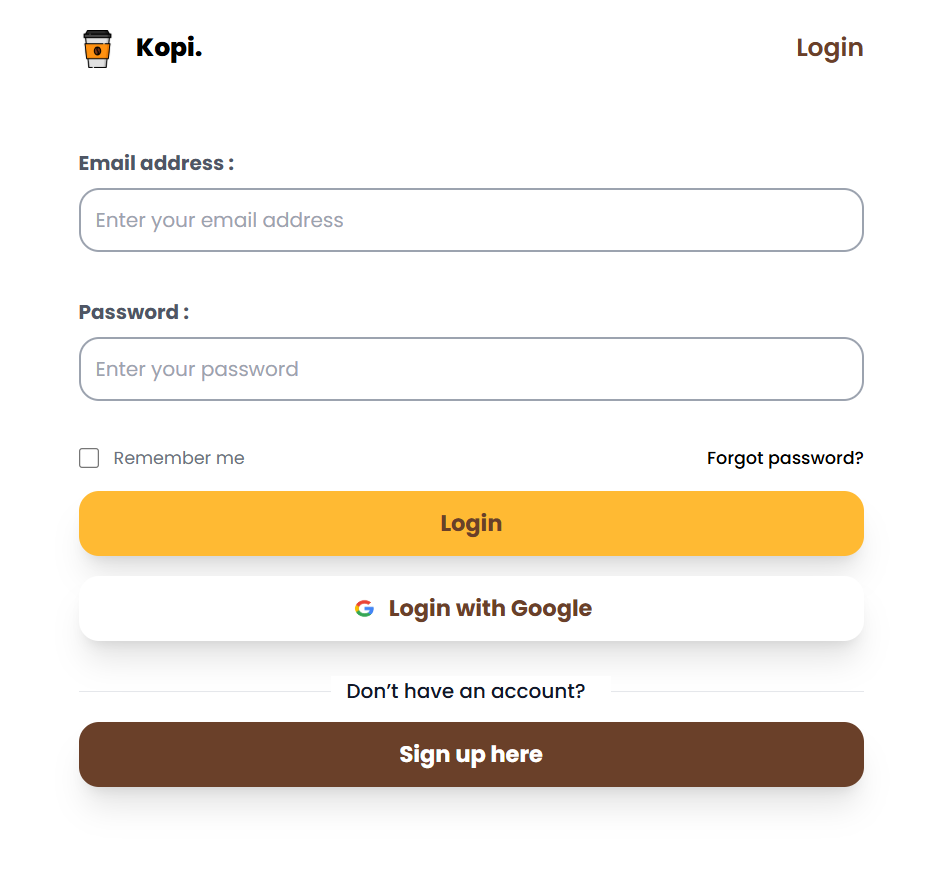 Kopi.
Login
Email address :
Enter your email address
Password :
Enter your password
Remember me
Forgot password?
Login
Login with Google
Don’t have an account?
Sign up here